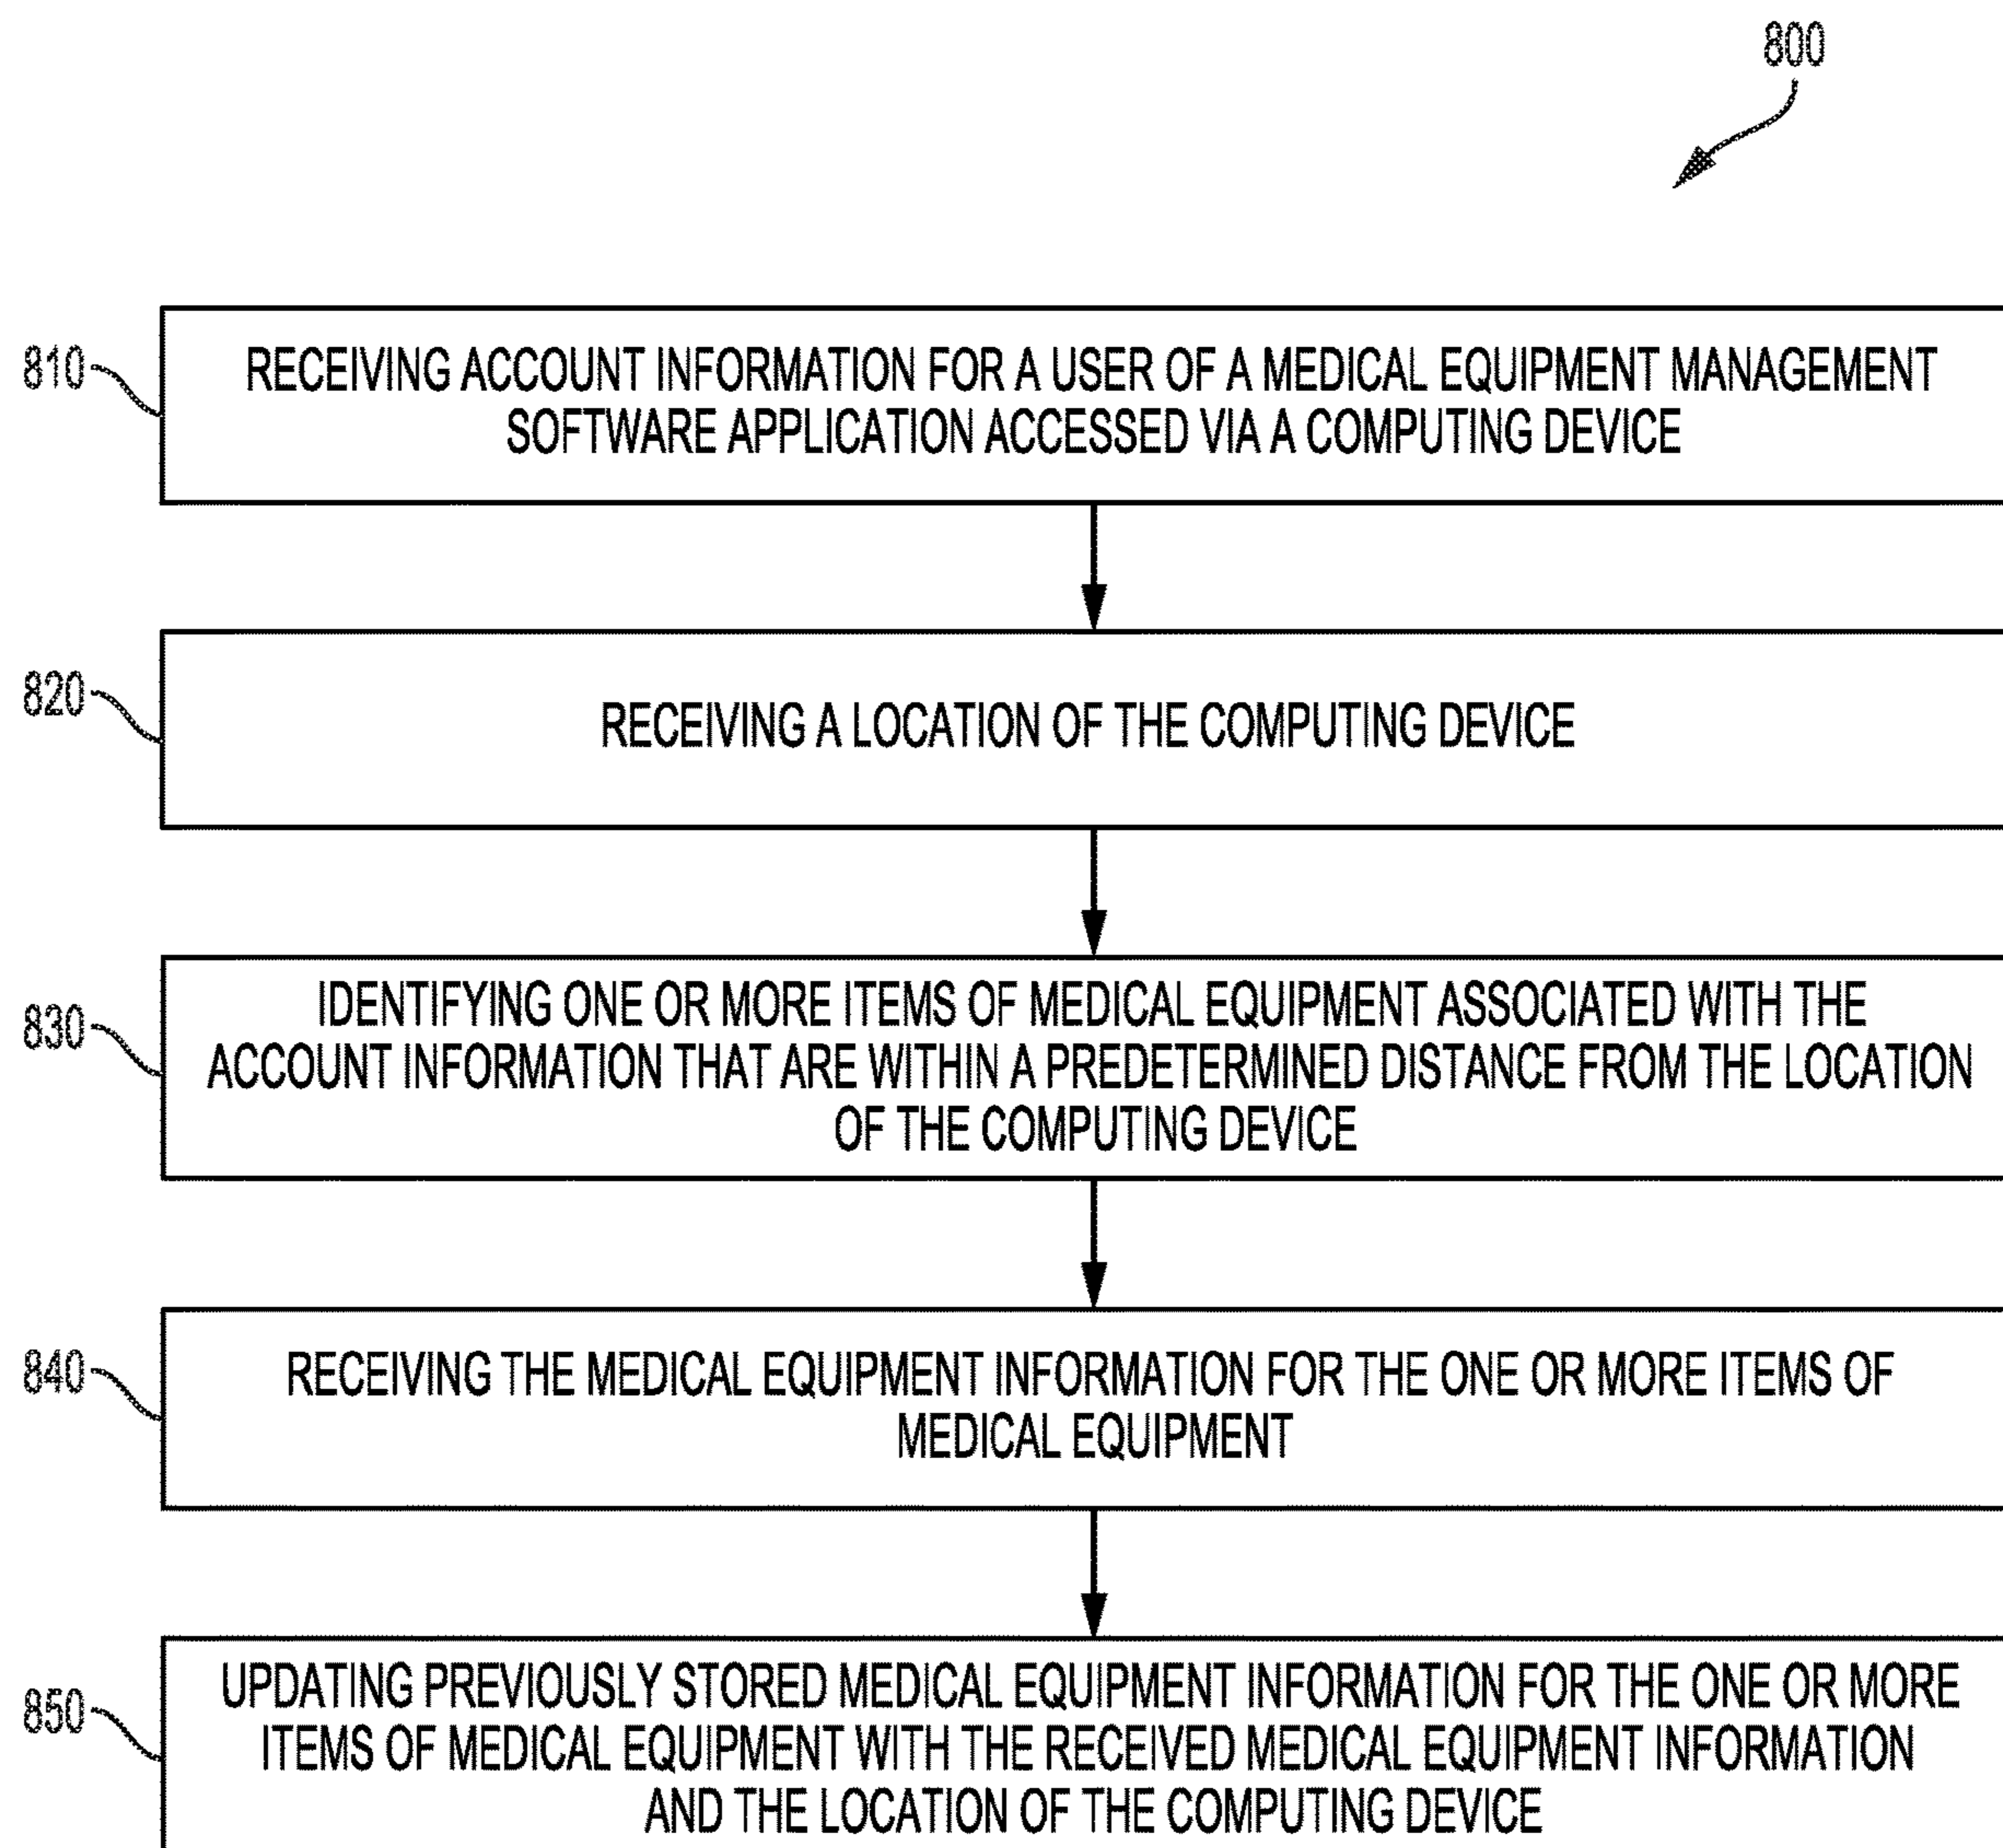 800
810
RECEIVING ACCOUNT INFORMATION FOR A USER OF A MEDICAL EQUIPMENT MANAGEMENT
SOFTWARE APPLICATION ACCESSED VIA A COMPUTING DEVICE
820
RECEIVING A LOCATION OF THE COMPUTING DEVICE
830
IDENTIFYING ONE OR MORE ITEMS OF MEDICAL EQUIPMENT ASSOCIATED WITH THE
ACCOUNT INFORMATION THAT ARE WITHIN A PREDETERMINED DISTANCE FROM THE LOCATION
OF THE COMPUTING DEVICE
840
RECEIVING THE MEDICAL EQUIPMENT INFORMATION FOR THE ONE OR MORE ITEMS OF
MEDICAL EQUIPMENT
850
UPDATING PREVIOUSLY STORED MEDICAL EQUIPMENT INFORMATION FOR THE ONE OR MORE
ITEMS OF MEDICAL EQUIPMENT WITH THE RECEIVED MEDICAL EQUIPMENT INFORMATION
AND THE LOCATION OF THE COMPUTING DEVICE